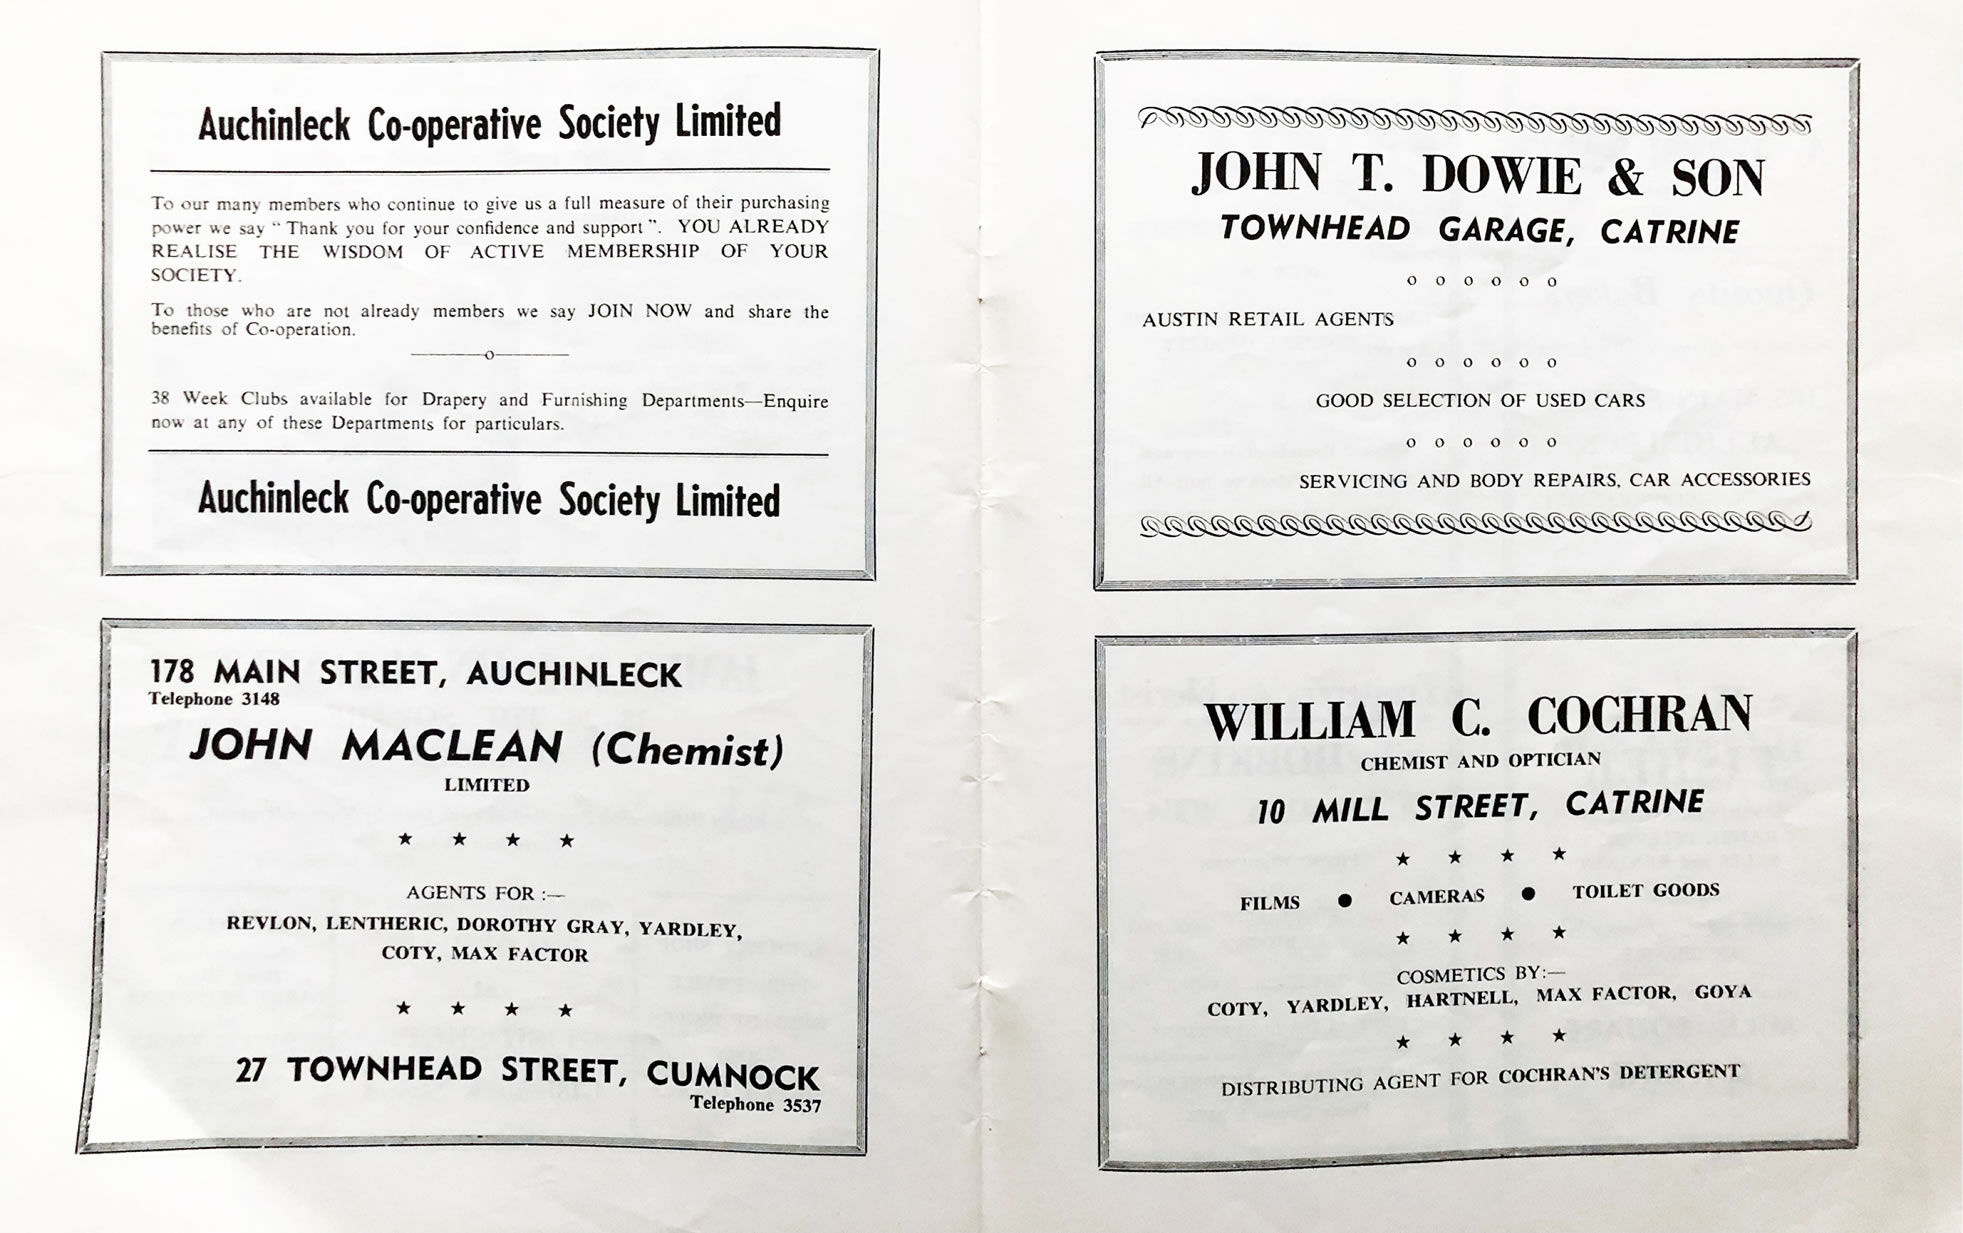 Auchinleck Co-operative Society Limited
To our many members who continue to give us a full measure of their purchasing
power we say " Thank you for your confidence and support ". YOU ALREADY
REALISE THE WISDOM OF ACTIVE MEMBERSHIP OF YOUR
SOCIETY.
To those who are not already members we say JOIN NOW and share the
benefits of Co-operation.
38 Week Clubs available for Drapery and Furnishing Departments—Enquire
now at any of these Departments for particulars.
Auchinleck Co-operative Society Limited
178 MAIN STREET, AUCHINLECK
Telephone 3148
JOHN MACLEAN (Chemist)
LIMITED
AGENTS FOR :—
REVLON, LENTHERIC, DOROTHY GRAY, YARDLEY,
COTY, MAX FACTOR
27 TOWNHEAD STREET, CUMNOCK
Telephone 3537
JOHN T. DOWIE & SON
TOWNHEAD GARAGE, CATRINE
AUSTIN RETAIL AGENTS
GOOD SELECTION OF USED CARS
SERVICING AND BODY REPAIRS, CAR ACCESSORIES
WILLIAM C. COCHRAN
CHEMIST AND OPTICIAN
10 MILL STREET, CATRINE
FILMS ● CAMERAS ● TOILET GOODS
COSMETICS BY:—
COTY, YARDLEY, HARTNELL, MAX FACTOR, GOYA
DISTRIBUTING AGENT FOR COCHRAN'S DETERGENT